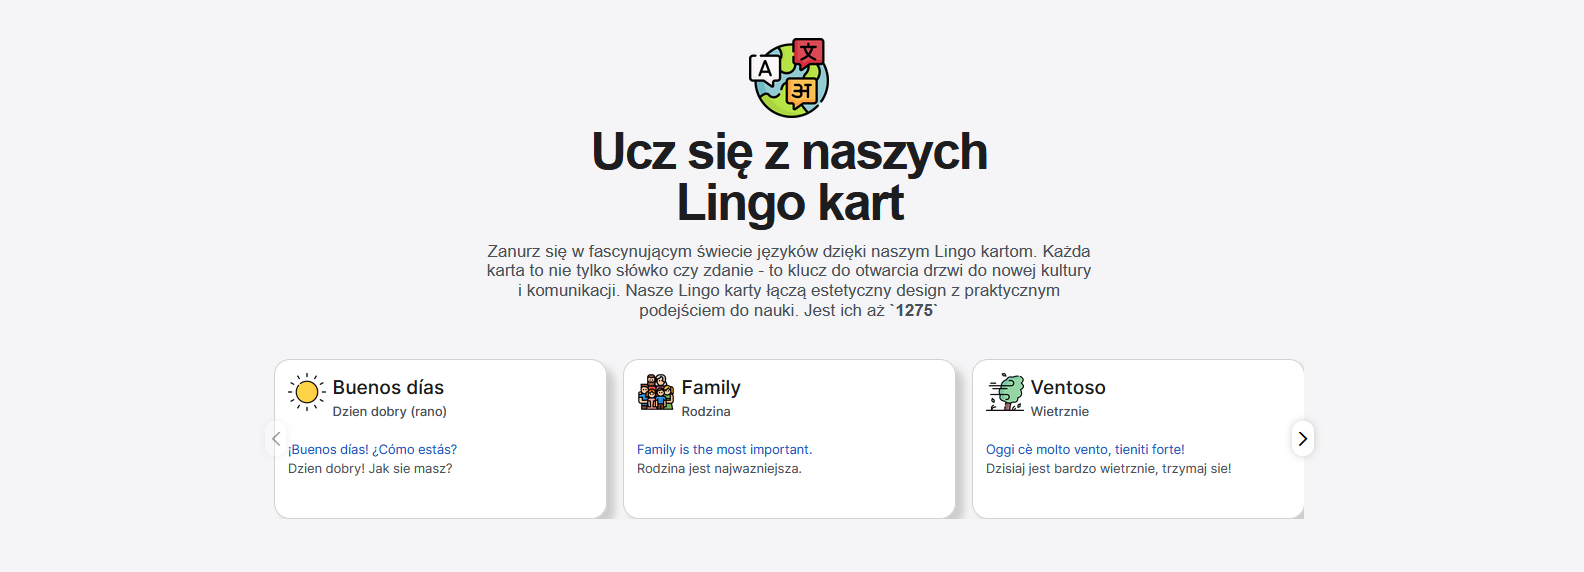 A
文
अ
Ucz się z naszych
Lingo kart
Zanurz się w fascynującym świecie języków dzięki naszym Lingo kartom. Każda
karta to nie tylko słówko czy zdanie - to klucz do otwarcia drzwi do nowej kultury
i komunikacji. Nasze Lingo karty łączą estetyczny design z praktycznym
podejściem do nauki. Jest ich aż `1275`
Buenos días
Dzien dobry (rano)
¡Buenos días! ¿Cómo estás?
Dzien dobry! Jak sie masz?
Family
Rodzina
Family is the most important.
Rodzina jest najwazniejsza.
Ventoso
Wietrznie
Oggi cè molto vento, tieniti forte!
Dzisiaj jest bardzo wietrznie, trzymaj sie!